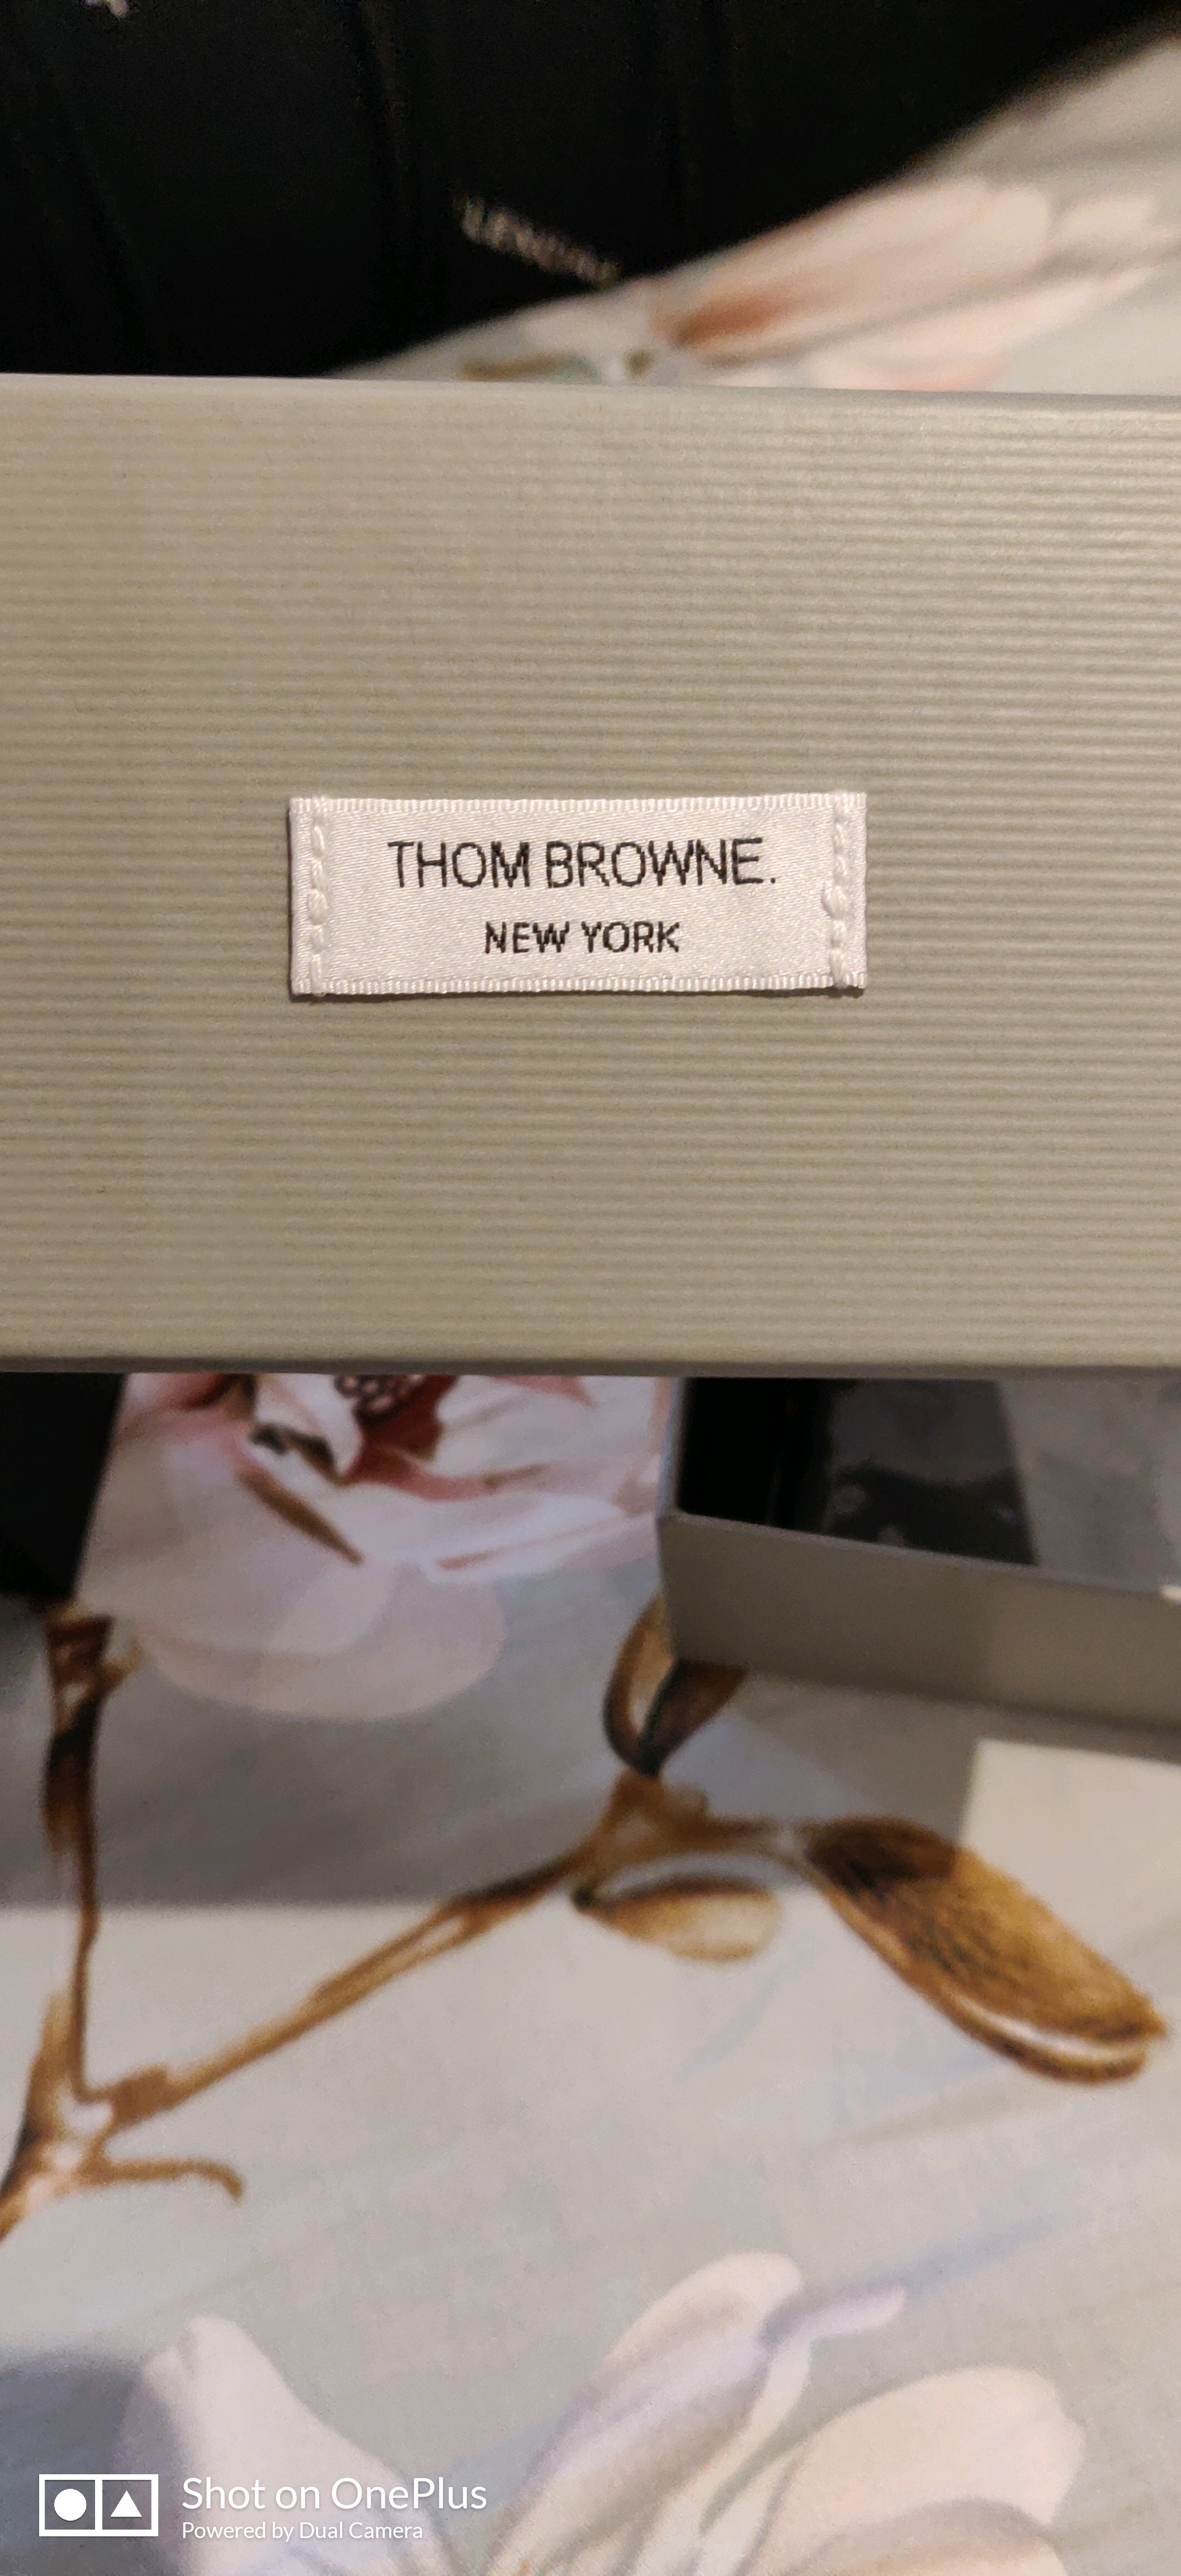 THOM BROWNE.
NEW YORK
Shot on OnePlus
Powered by Dual Camera